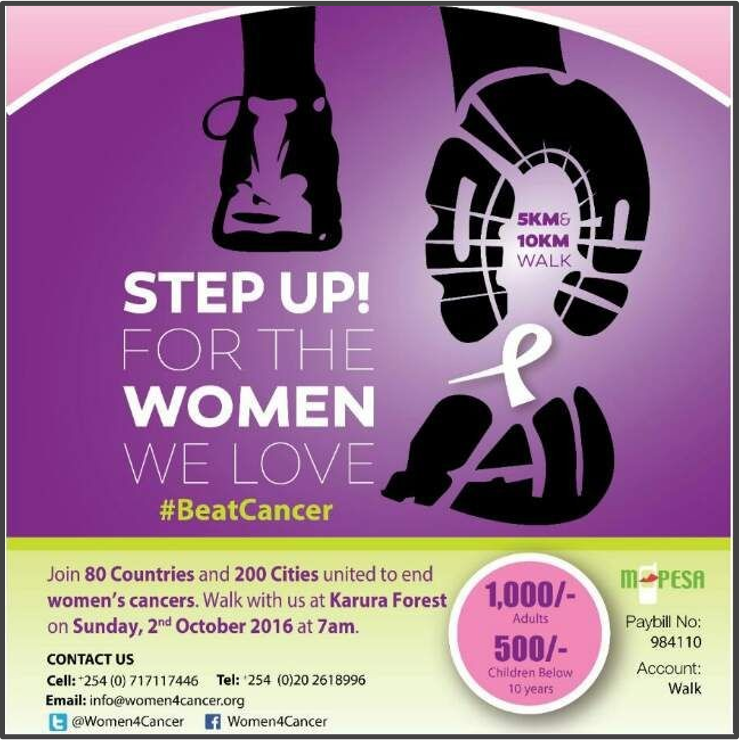 5KM&
10KM
WALK
STEP UP!
FOR THE
WOMEN
WE LOVE
#BeatCancer
Join 80 Countries and 200 Cities united to end
women's cancers. Walk with us at Karura Forest
on Sunday, 2nd October 2016 at 7am.
CONTACT US
Cell: +254 (0) 717117446 Tel: +254 (0)20 2618996
Email: info@women4cancer.org
@Women4Cancer Women4Cancer
1,000/-
Adults
500/-
Children Below
10 years
M-PESA
Paybill No:
984110
Account:
Walk